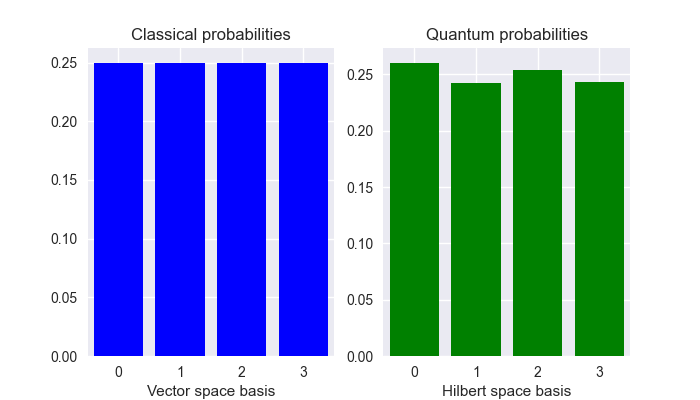 Classical probabilities
0.25
0.20
0.15
0.10
0.05
0.00
0 1 2 3
Vector space basis
Quantum probabilities
0.25
0.20
0.15
0.10
0.05
0.00
0 1 2 3
Hilbert space basis